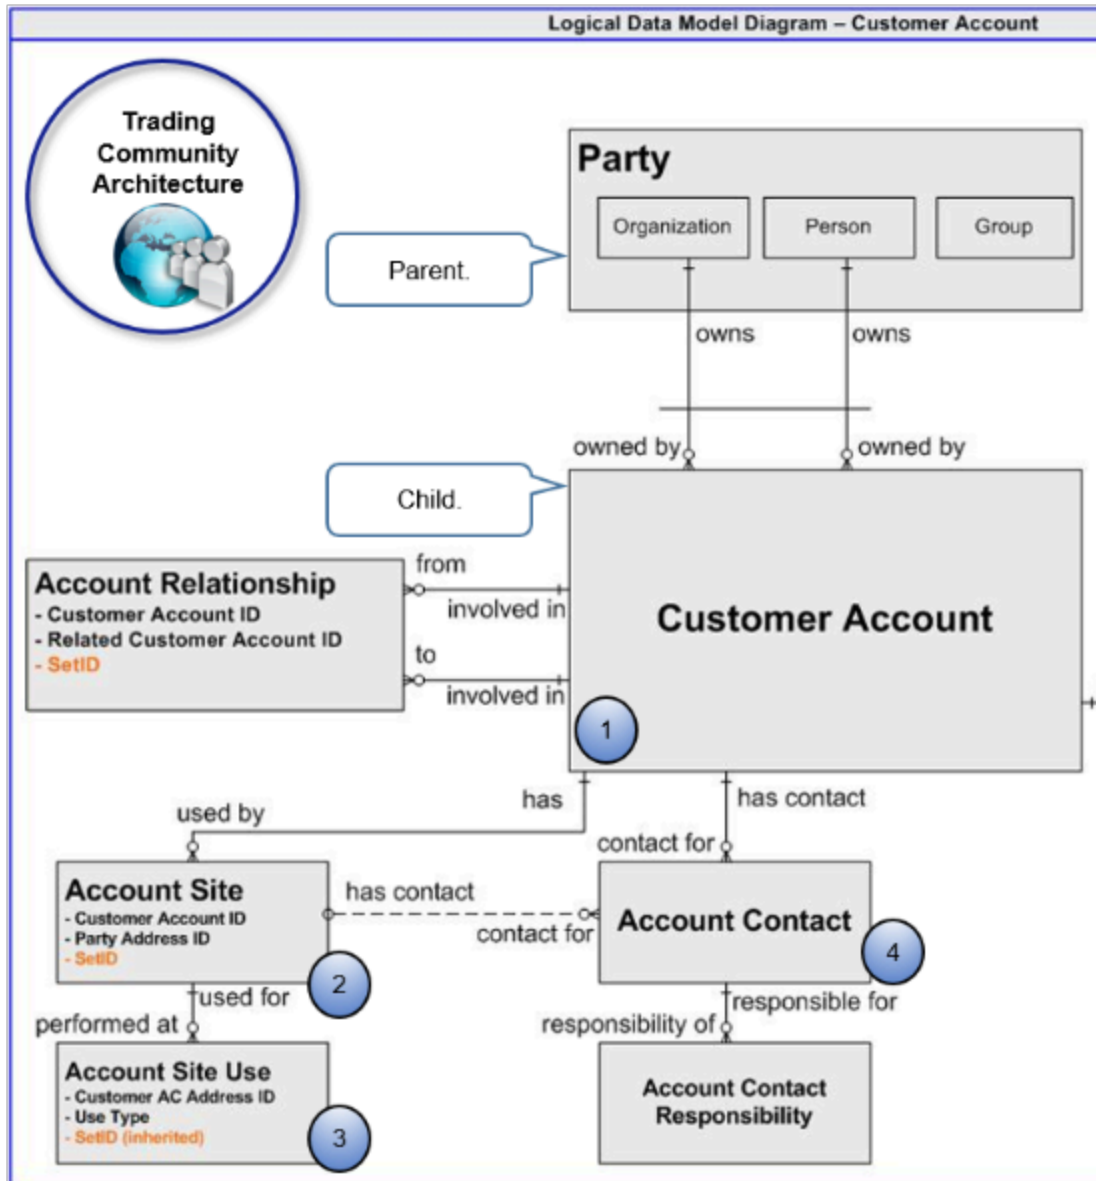 Logical Data Model Diagram – Customer Account
Trading
Community
Architecture
Party
Organization
Person
Group
Parent.
owns
owns
owned by
owned by
Child.
Customer Account
Account Relationship
- Customer Account ID
- Related Customer Account ID
- SetID
from
involved in
to
involved in
1
has
has contact
used by
contact for
Account Site
- Customer Account ID
- Party Address ID
- SetID
2
has contact
contact for
Account Contact
4
used for
performed at
responsible for
responsibility of
Account Site Use
- Customer AC Address ID
- Use Type
- SetID (inherited)
3
Account Contact
Responsibility